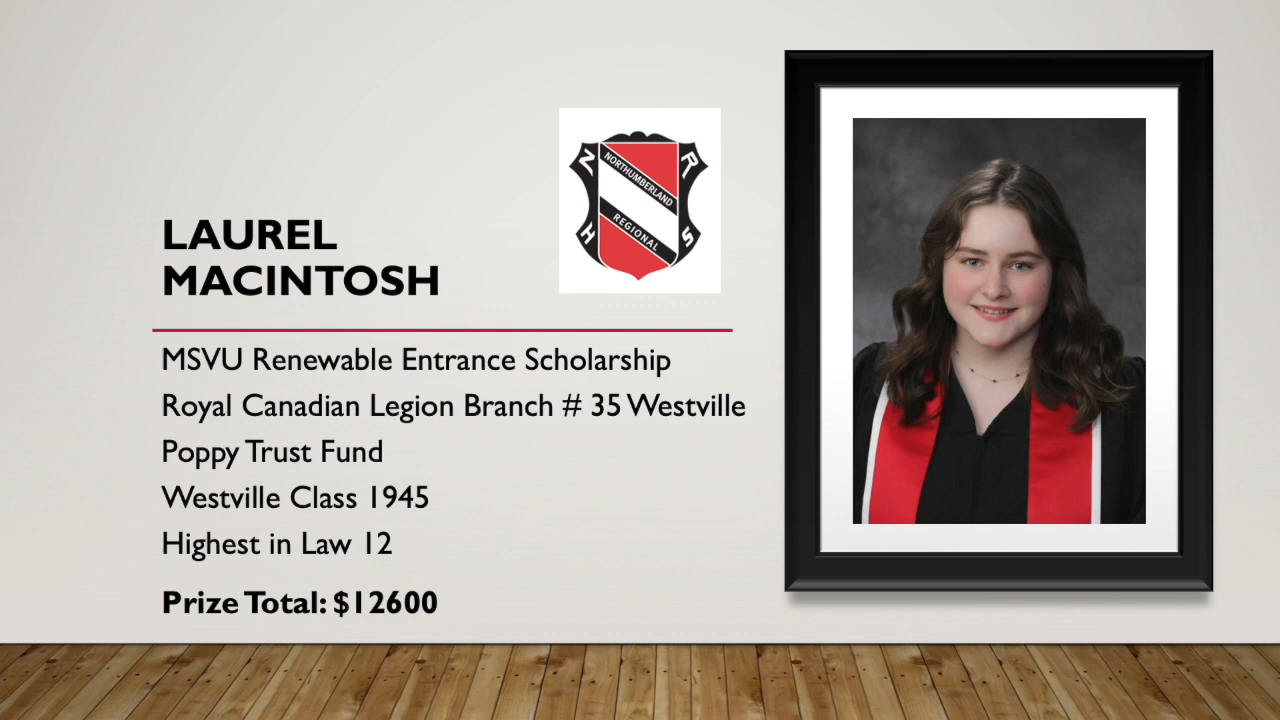 LAUREL
MACINTOSH
N R H S
NORTHUMBERLAND
REGIONAL
MSVU Renewable Entrance Scholarship
Royal Canadian Legion Branch # 35 Westville
Poppy Trust Fund
Westville Class 1945
Highest in Law 12
Prize Total: $12600